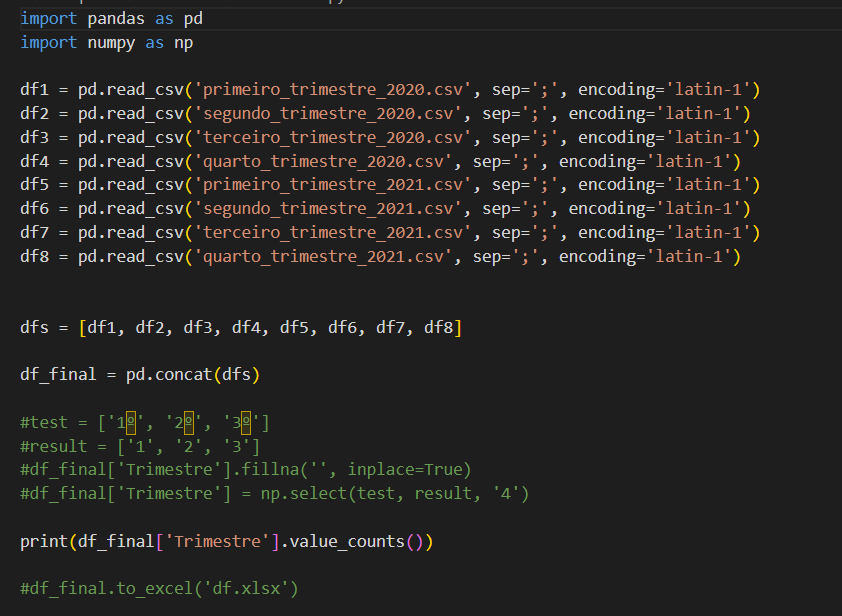 import pandas as pd
import numpy as np
df1 = pd.read_csv('primeiro_trimestre_2020.csv', sep=';', encoding='latin-1')
df2 = pd.read_csv('segundo_trimestre_2020.csv', sep=';', encoding='latin-1')
df3 = pd.read_csv('terceiro_trimestre_2020.csv', sep=';', encoding='latin-1')
df4 = pd.read_csv('quarto_trimestre_2020.csv', sep=';', encoding='latin-1')
df5 = pd.read_csv('primeiro_trimestre_2021.csv', sep=';', encoding='latin-1')
df6 = pd.read_csv('segundo_trimestre_2021.csv', sep=';', encoding='latin-1')
df7 = pd.read_csv('terceiro_trimestre_2021.csv', sep=';', encoding='latin-1')
df8 = pd.read_csv('quarto_trimestre_2021.csv', sep=';', encoding='latin-1')
dfs = [df1, df2, df3, df4, df5, df6, df7, df8]
df_final = pd.concat(dfs)
#test = ['1º', '2º', '3º']
#result = ['1', '2', '3']
#df_final['Trimestre'].fillna('', inplace=True)
#df_final['Trimestre'] = np.select(test, result, '4')
print(df_final['Trimestre'].value_counts())
#df_final.to_excel('df.xlsx')